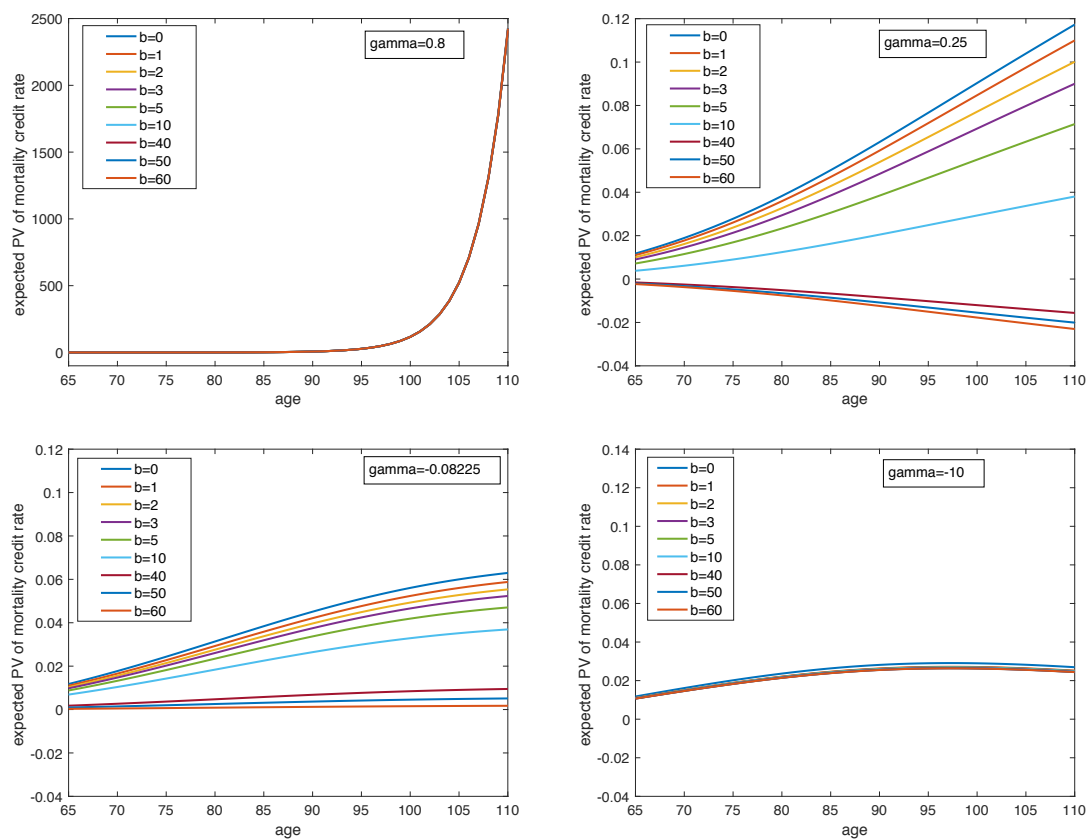 2500
2000
1500
1000
500
0
expected PV of mortality credit rate
b=0
b=1
b=2
b=3
b=5
b=10
b=40
b=50
b=60
gamma=0.8
65 70 75 80 85 90 95 100 105 110
age
0.12
0.1
0.08
0.06
0.04
0.02
0
-0.02
-0.04
expected PV of mortality credit rate
b=0
b=1
b=2
b=3
b=5
b=10
b=40
b=50
b=60
gamma=0.25
65 70 75 80 85 90 95 100 105 110
age
0.12
0.1
0.08
0.06
0.04
0.02
0
-0.02
-0.04
expected PV of mortality credit rate
b=0
b=1
b=2
b=3
b=5
b=10
b=40
b=50
b=60
gamma=-0.08225
65 70 75 80 85 90 95 100 105 110
age
0.14
0.12
0.1
0.08
0.06
0.04
0.02
0
-0.02
-0.04
expected PV of mortality credit rate
b=0
b=1
b=2
b=3
b=5
b=10
b=40
b=50
b=60
gamma=-10
65 70 75 80 85 90 95 100 105 110
age